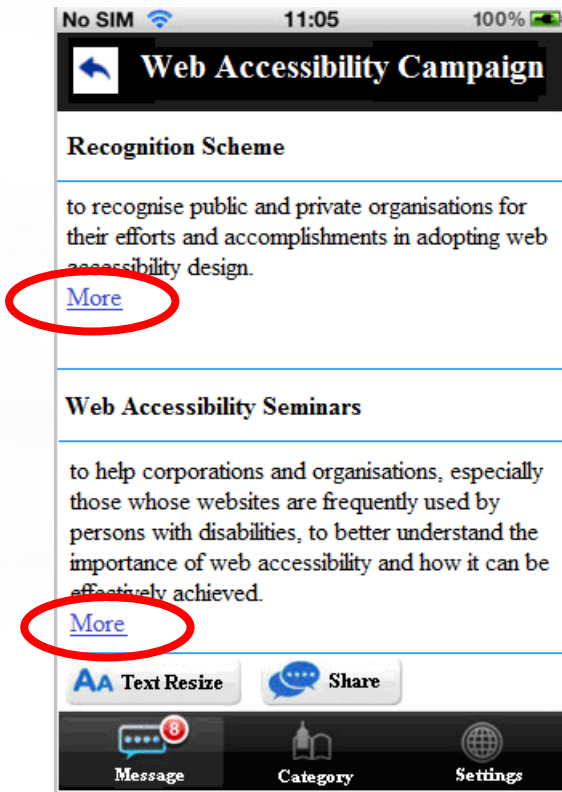 No SIM 11:05 100%
Web Accessibility Campaign
Recognition Scheme
to recognise public and private organisations for
their efforts and accomplishments in adopting web
accessibility design.
More
Web Accessibility Seminars
to help corporations and organisations, especially
those whose websites are frequently used by
persons with disabilities, to better understand the
importance of web accessibility and how it can be
effectively achieved.
More
AA Text Resize Share
8
Message Category Settings